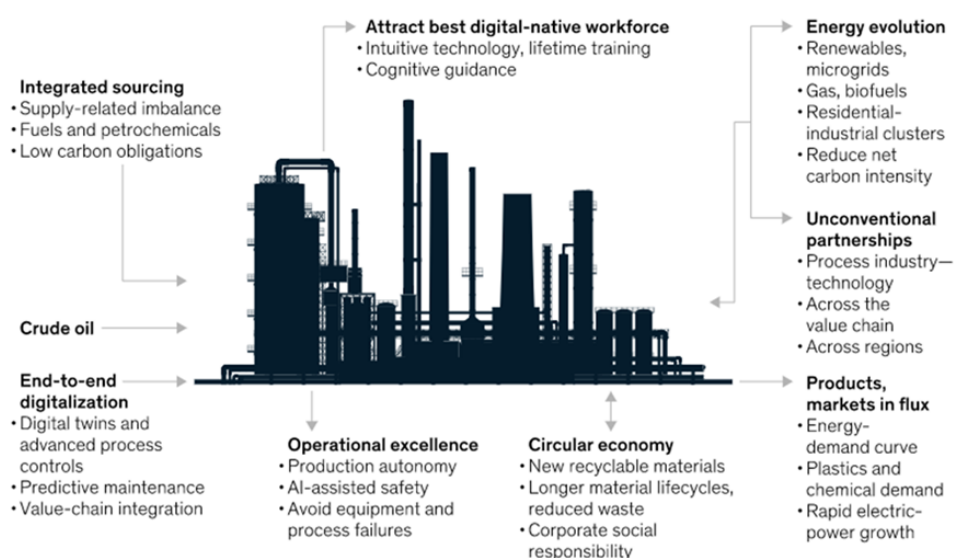 Attract best digital-native workforce
• Intuitive technology, lifetime training
• Cognitive guidance
Integrated sourcing
• Supply-related imbalance
• Fuels and petrochemicals
• Low carbon obligations
Crude oil
End-to-end
digitalization
• Digital twins and
advanced process
controls
• Predictive maintenance
• Value-chain integration
Operational excellence
• Production autonomy
• AI-assisted safety
• Avoid equipment and
process failures
Circular economy
• New recyclable materials
• Longer material lifecycles,
reduced waste
• Corporate social
responsibility
Energy evolution
• Renewables,
microgrids
• Gas, biofuels
• Residential-
industrial clusters
• Reduce net
carbon intensity
Unconventional
partnerships
• Process industry—
technology
• Across the
value chain
• Across regions
Products,
markets in flux
• Energy-
demand curve
• Plastics and
chemical demand
• Rapid electric-
power growth